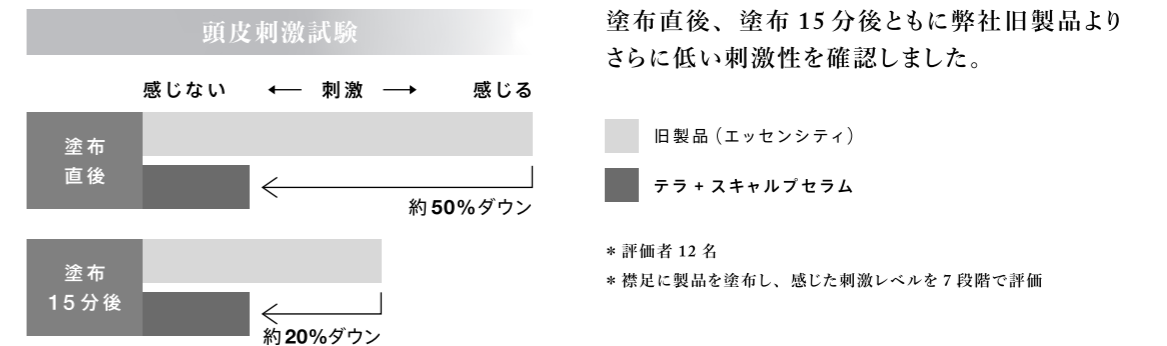 頭皮刺激試験
感じない ← 刺激 → 感じる
塗布
直後
約50%ダウン
塗布
15分後
約20%ダウン
塗布直後、塗布15分後ともに弊社旧製品より
さらに低い刺激性を確認しました。
旧製品（エッセンシティ）
テラ+スキャルプセラム
＊評価者12名
＊襟足に製品を塗布し、感じた刺激レベルを7段階で評価